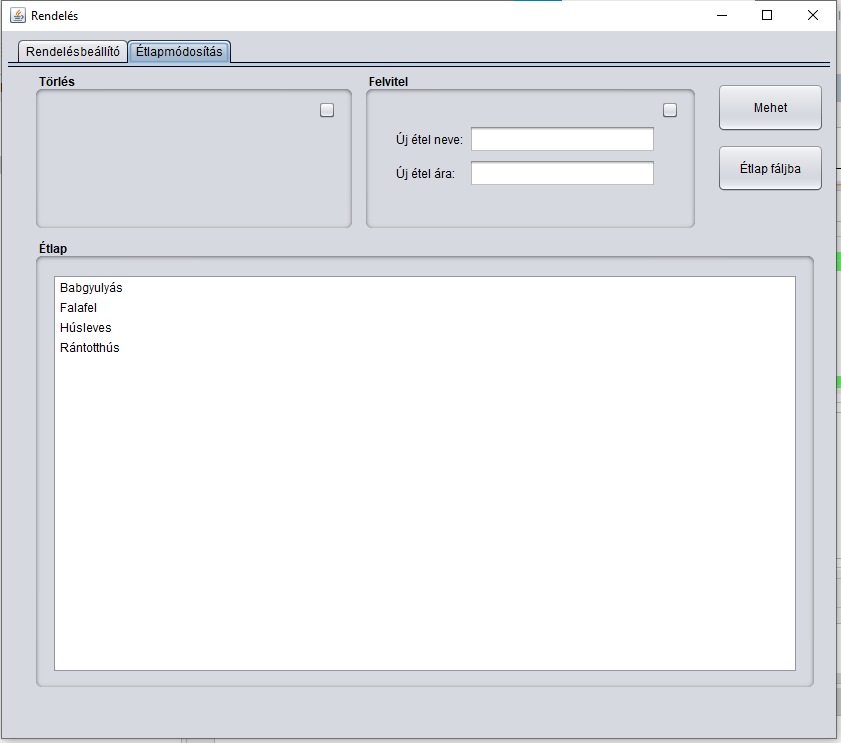 Rendelés
Rendelésbeállító
Étlapmódosítás
Törlés
Felvitel
Új étel neve:
Új étel ára:
Mehet
Étlap fáljba
Étlap
Babgyulyás
Falafel
Húsleves
Rántotthús